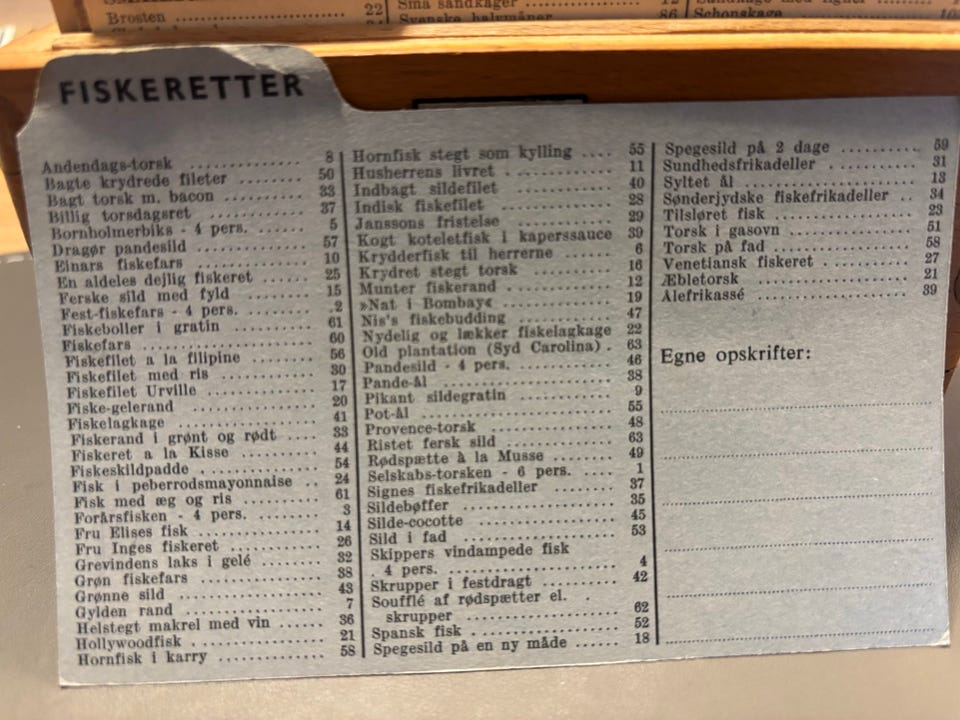 Brosten ........ 22
Små sandkager
Svenske halvmåner 86
Schonskage
FISKERETTER
Andendags-torsk .......... 8
Bagte krydrede fileter ........ 50
Bagt torsk m. bacon ........ 33
Billig torsdagsret ........ 37
Bornholmerbiks - 4 pers. ...... 5
Dragør pandesild ........ 57
Einars fiskefars ........ 10
En aldeles dejlig fiskeret ...... 25
Ferske sild med fyld ........ 15
Fest-fiskefars - 4 pers. ........ 2
Fiskeboller i gratin ........ 61
Fiskefars ........ 60
Fiskefilet a la filipine ........ 56
Fiskefilet med ris ........ 30
Fiskefilet Urville ........ 17
Fiske-gelerand ........ 20
Fiskelagkage ........ 41
Fiskerand i grønt og rødt .... 33
Fiskeret a la Kisse ........ 44
Fiskeskildpadde ........ 54
Fisk i peberrodsmayonnaise .. 24
Fisk med æg og ris ........ 61
Forårsfisken - 4 pers. ........ 3
Fru Elises fisk ........ 14
Fru Inges fiskeret ........ 26
Grevindens laks i gelé ........ 32
Grøn fiskefars ........ 38
Grønne sild ........ 43
Gylden rand ........ 7
Helstegt makrel med vin ...... 36
Hollywoodfisk ........ 21
Hornfisk i karry ........ 58
Hornfisk stegt som kylling .... 55
Husherrens livret ........ 11
Indbagt sildefilet ........ 40
Indisk fiskefilet ........ 28
Janssons fristelse ........ 29
Kogt koteletfisk i kaperssauce 39
Krydderfisk til herrerne ...... 6
Krydret stegt torsk ........ 16
Munter fiskerand ........ 12
»Nat i Bombay« ........ 19
Nis's fiskebudding ........ 47
Nydelig og lækker fiskelagkage 22
Old plantation (Syd Carolina) . 63
Pandesild - 4 pers. ........ 46
Pande-ål ........ 38
Pikant sildegratin ........ 9
Pot-ål ........ 55
Provence-torsk ........ 48
Ristet fersk sild ........ 63
Rødspætte à la Musse ........ 49
Selskabs-torsken - 6 pers. .... 1
Signes fiskefrikadeller ........ 37
Sildebøffer ........ 35
Silde-cocotte ........ 45
Sild i fad ........ 53
Skippers vindampede fisk
- 4 pers. ........ 4
Skrupper i festdragt ........ 42
Soufflé af rødspætter el.
skrupper ........ 62
Spansk fisk ........ 52
Spegesild på en ny måde ...... 18
Spegesild på 2 dage ........ 59
Sundhedsfrikadeller ........ 31
Syltet ål ........ 13
Sønderjydske fiskefrikadeller .. 34
Tilsløret fisk ........ 23
Torsk i gasovn ........ 51
Torsk på fad ........ 58
Venetiansk fiskeret ........ 27
Æbletorsk ........ 21
Ålefrikassé ........ 39
Egne opskrifter: